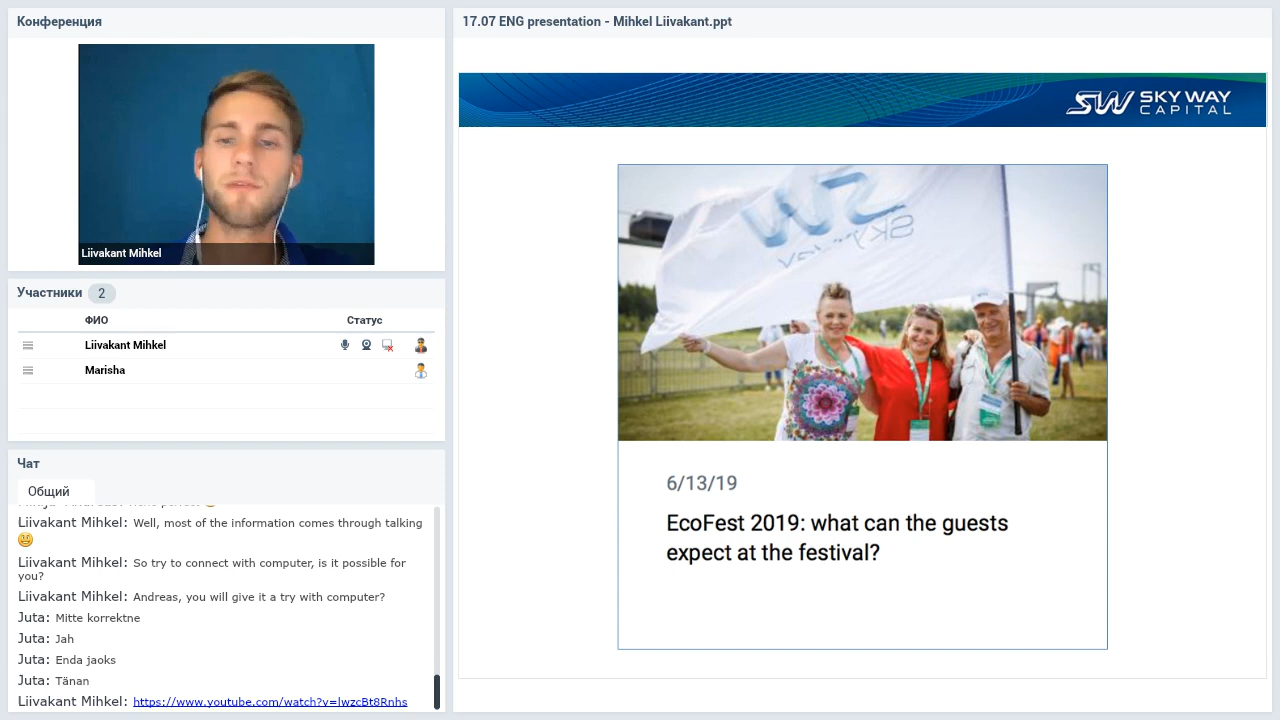 Конференция
Liivakant Mihkel
Участники 2
ФИО Статус
Liivakant Mihkel
Marisha
Чат
Общий
Liivakant Mihkel: Well, most of the information comes through talking
Liivakant Mihkel: So try to connect with computer, is it possible for
you?
Liivakant Mihkel: Andreas, you will give it a try with computer?
Juta: Mitte korrektne
Juta: Jah
Juta: Enda jaoks
Juta: Tänan
Liivakant Mihkel: https://www.youtube.com/watch?v=lwzcBt8Rnhs
17.07 ENG presentation - Mihkel Liivakant.ppt
SW SKY WAY
CAPITAL
SW
SkyWay
6/13/19
EcoFest 2019: what can the guests
expect at the festival?